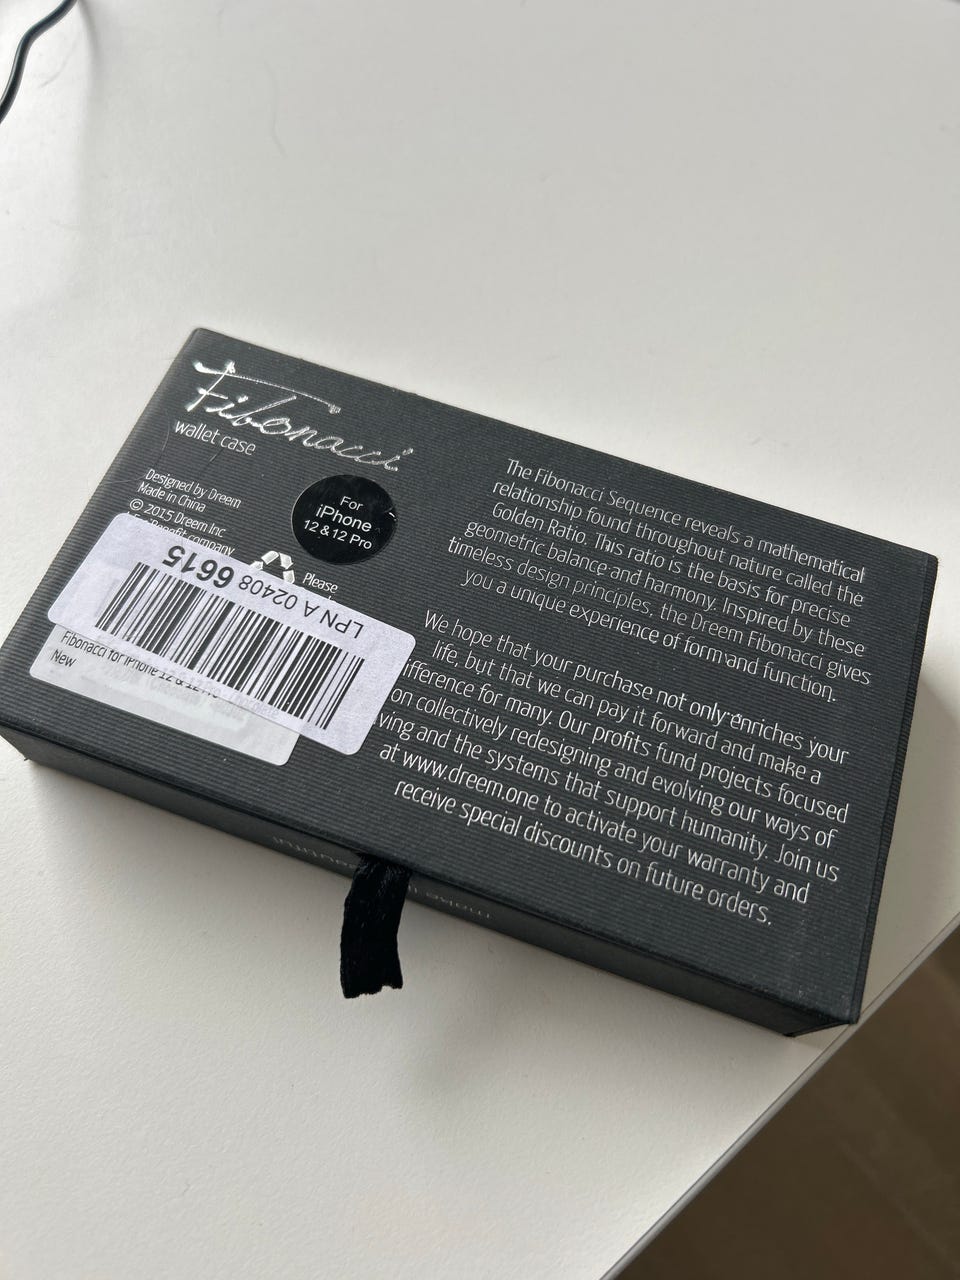 Fibonacci
wallet case
Designed by Dreem
Made in China
© 2015 Dreem Inc
company
For
iPhone
12 & 12 Pro
Please
LPN A 02408 6615
Fibonacci for iPhone 12 &
New
The Fibonacci Sequence reveals a mathematical
relationship found throughout nature called the
Golden Ratio. This ratio is the basis for precise
geometric balance and harmony. Inspired by these
timeless design principles, the Dreem Fibonacci gives
you a unique experience of form and function.
We hope that your purchase not only enriches your
life, but that we can pay it forward and make a
ifference for many. Our profits fund projects focused
on collectively redesigning and evolving our ways of
ving and the systems that support humanity. Join us
at www.dreem.one to activate your warranty and
receive special discounts on future orders.
make